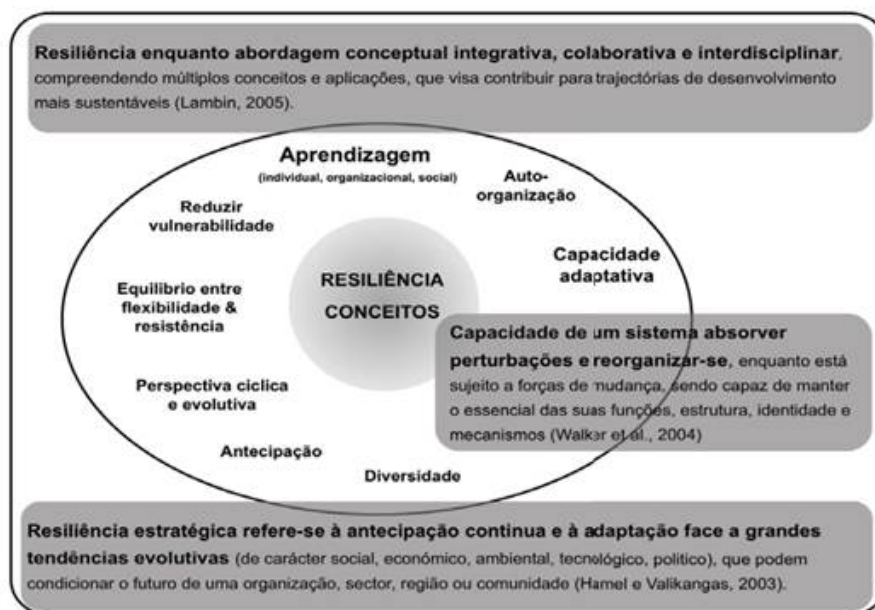 Resiliência enquanto abordagem conceptual integrativa, colaborativa e interdisciplinar,
compreendendo múltiplos conceitos e aplicações, que visa contribuir para trajectórias de desenvolvimento
mais sustentáveis (Lambin, 2005).
Aprendizagem
(individual, organizacional, social)
Auto-
organização
Reduzir
vulnerabilidade
Capacidade
adaptativa
Equilibrio entre
flexibilidade &
resistência
RESILIÊNCIA
CONCEITOS
Capacidade de um sistema absorver
perturbações e reorganizar-se, enquanto está
sujeito a forças de mudança, sendo capaz de manter
o essencial das suas funções, estrutura, identidade e
mecanismos (Walker et al., 2004)
Perspectiva ciclica
e evolutiva
Antecipação
Diversidade
Resiliência estratégica refere-se à antecipação continua e à adaptação face a grandes
tendências evolutivas (de carácter social, económico, ambiental, tecnológico, politico), que podem
condicionar o futuro de uma organização, sector, região ou comunidade (Hamel e Valikangas, 2003).